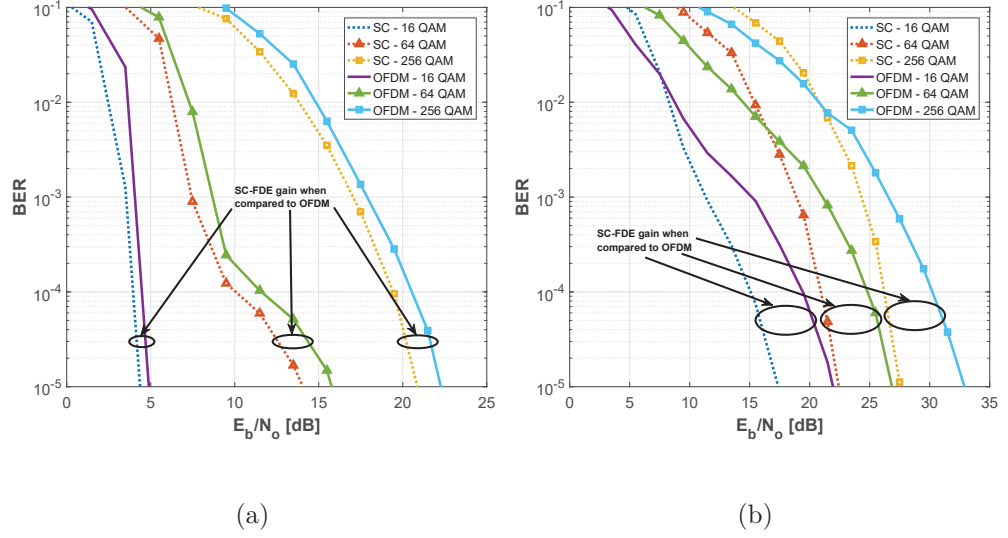 10^-1
10^-2
10^-3
10^-4
10^-5
BER
0
5
10
15
20
25
E_b/N_o [dB]
SC - 16 QAM
SC - 64 QAM
SC - 256 QAM
OFDM - 16 QAM
OFDM - 64 QAM
OFDM - 256 QAM
SC-FDE gain when
compared to OFDM
(a)
10^-1
10^-2
10^-3
10^-4
10^-5
BER
0
5
10
15
20
25
30
35
E_b/N_o [dB]
SC - 16 QAM
SC - 64 QAM
SC - 256 QAM
OFDM - 16 QAM
OFDM - 64 QAM
OFDM - 256 QAM
SC-FDE gain when
compared to OFDM
(b)